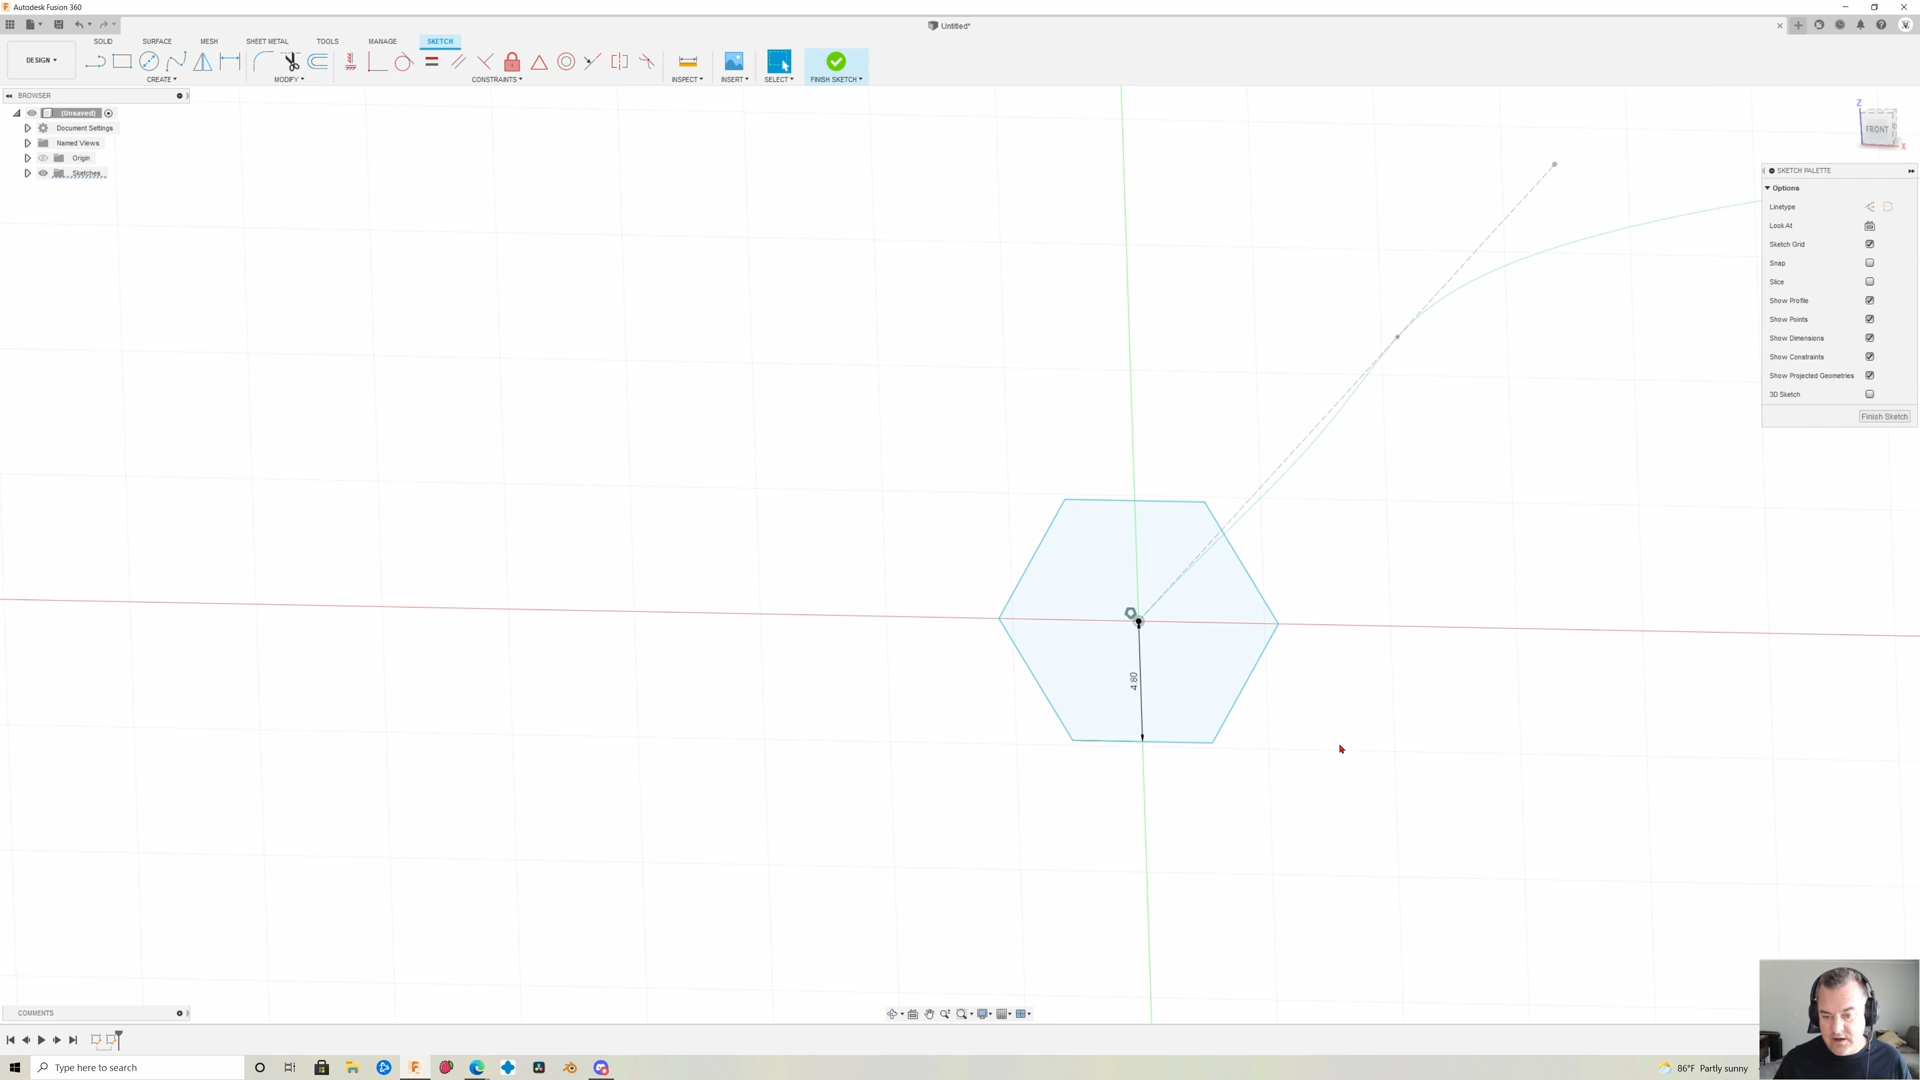 Autodesk Fusion 360
Untitled*
DESIGN
SOLID
SURFACE
MESH
SHEET METAL
TOOLS
MANAGE
SKETCH
CREATE
MODIFY
CONSTRAINTS
INSPECT
INSERT
SELECT
FINISH SKETCH
BROWSER
(Unsaved)
Document Settings
Named Views
Origin
Sketches
Z
FRONT
X
SKETCH PALETTE
Options
Linetype
Look At
Sketch Grid
Snap
Slice
Show Profile
Show Points
Show Dimensions
Show Constraints
Show Projected Geometries
3D Sketch
Finish Sketch
4.80
COMMENTS
Type here to search
86°F Partly sunny